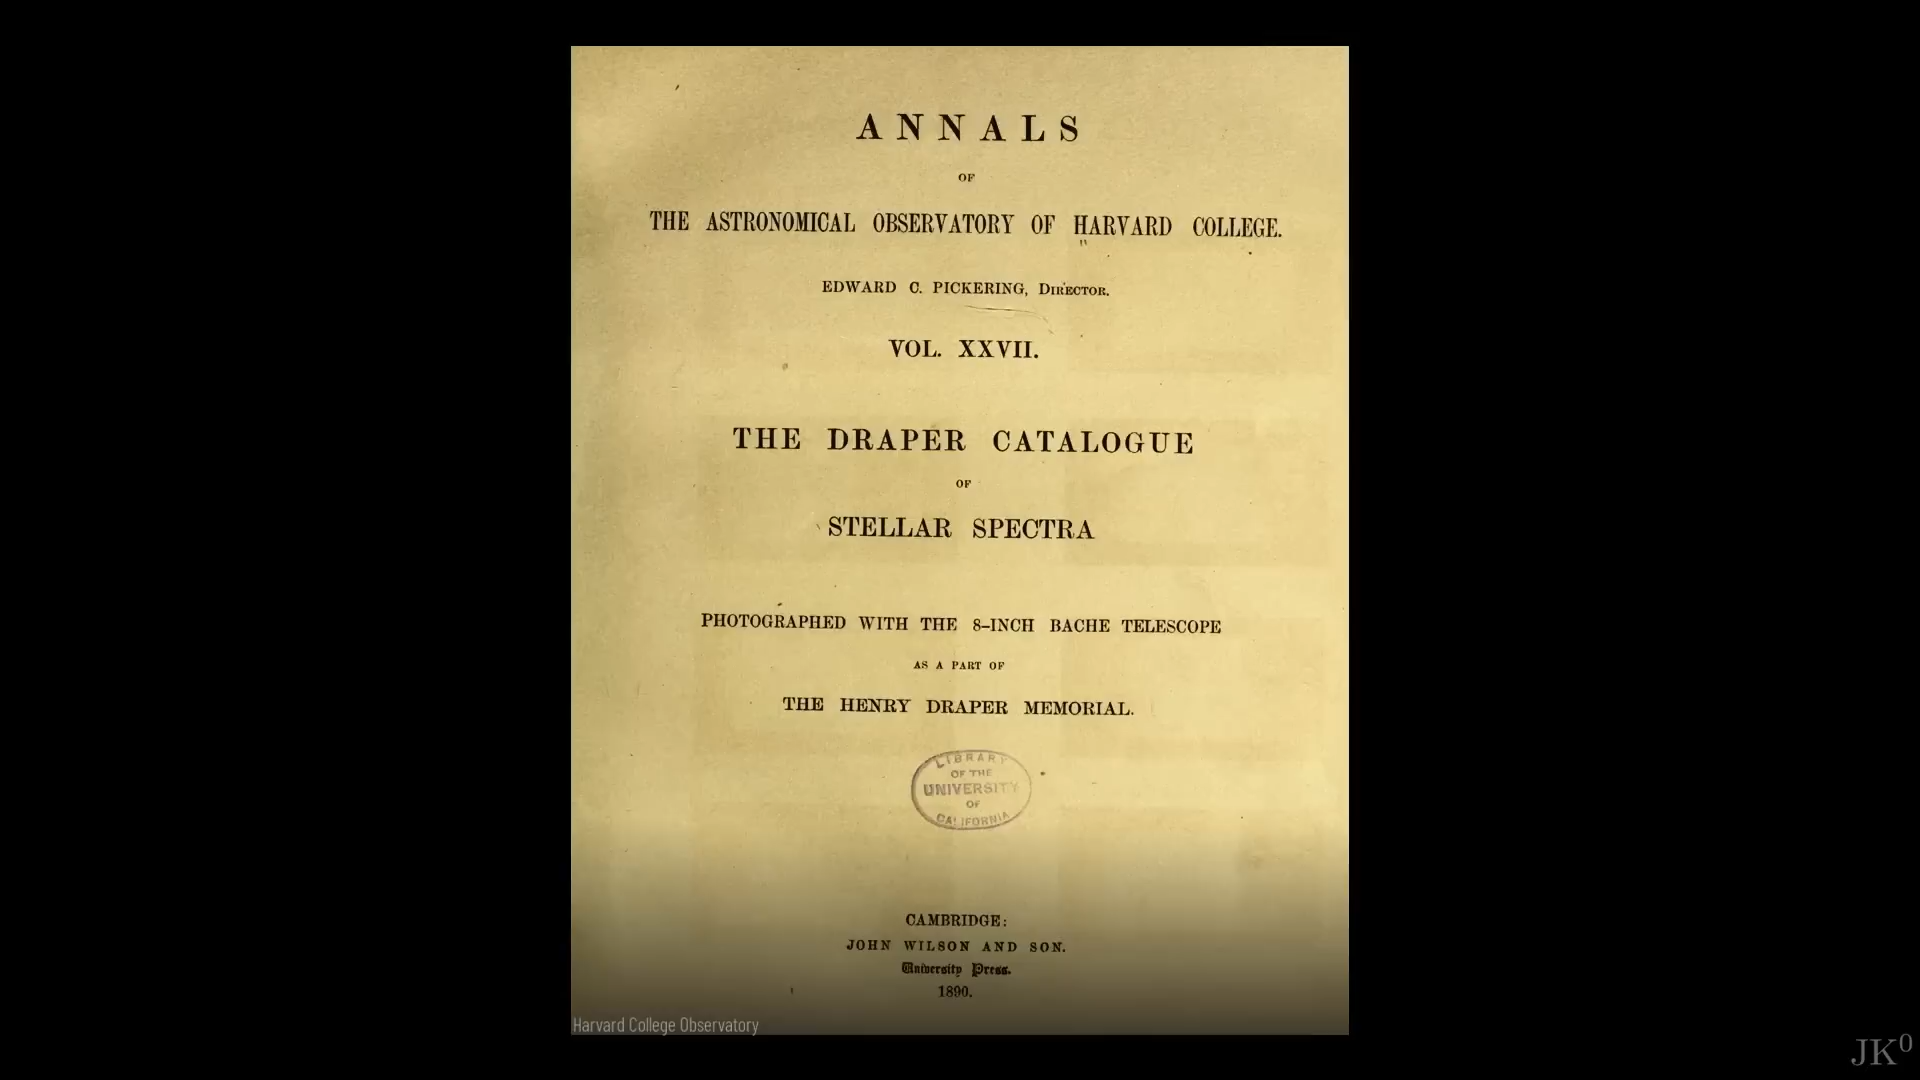 ANNALS
OF
THE ASTRONOMICAL OBSERVATORY OF HARVARD COLLEGE.
EDWARD C. PICKERING, DIRECTOR.
VOL. XXVII.
THE DRAPER CATALOGUE
OF
STELLAR SPECTRA
PHOTOGRAPHED WITH THE 8-INCH BACHE TELESCOPE
AS A PART OF
THE HENRY DRAPER MEMORIAL.
LIBRARY
OF THE
UNIVERSITY
OF
CALIFORNIA
CAMBRIDGE:
JOHN WILSON AND SON.
University Press.
1890.
Harvard College Observatory
JK⁰